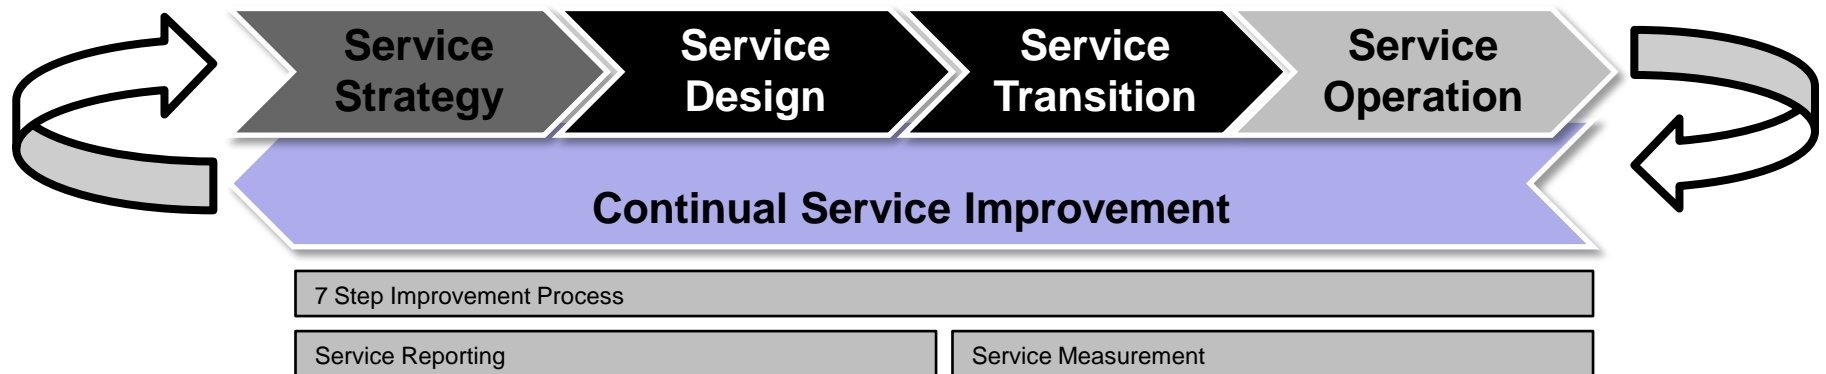 Service
Strategy
Service
Design
Service
Transition
Service
Operation
Continual Service Improvement
7 Step Improvement Process
Service Reporting
Service Measurement